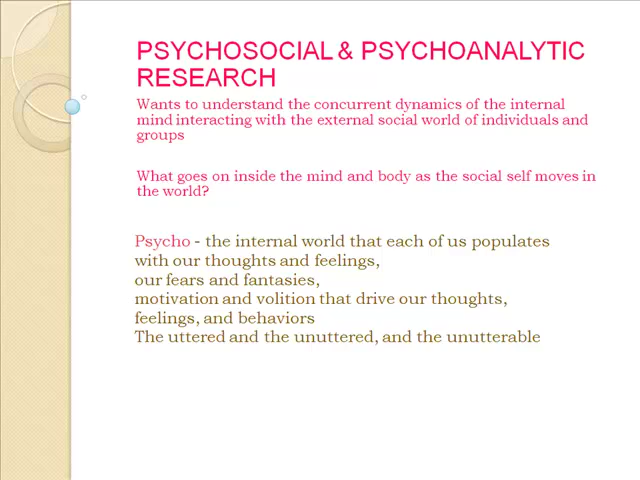 PSYCHOSOCIAL & PSYCHOANALYTIC
RESEARCH
Wants to understand the concurrent dynamics of the internal
mind interacting with the external social world of individuals and
groups
What goes on inside the mind and body as the social self moves in
the world?
Psycho - the internal world that each of us populates
with our thoughts and feelings,
our fears and fantasies,
motivation and volition that drive our thoughts,
feelings, and behaviors
The uttered and the unuttered, and the unutterable